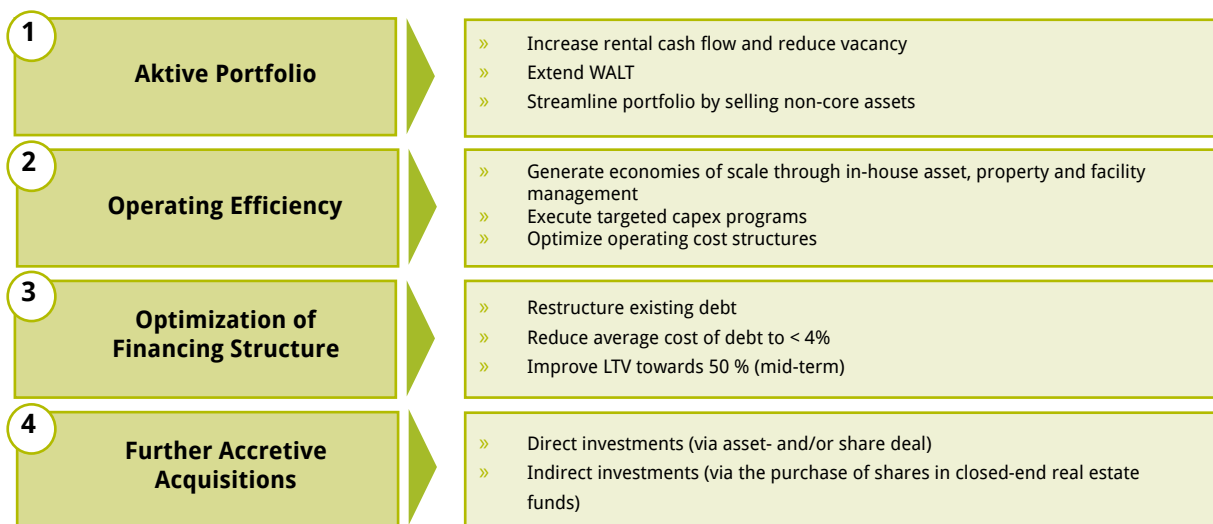 1
Aktive Portfolio
» Increase rental cash flow and reduce vacancy
» Extend WALT
» Streamline portfolio by selling non-core assets
2
Operating Efficiency
» Generate economies of scale through in-house asset, property and facility
management
» Execute targeted capex programs
» Optimize operating cost structures
3
Optimization of
Financing Structure
» Restructure existing debt
» Reduce average cost of debt to < 4%
» Improve LTV towards 50 % (mid-term)
4
Further Accretive
Acquisitions
» Direct investments (via asset- and/or share deal)
» Indirect investments (via the purchase of shares in closed-end real estate
funds)